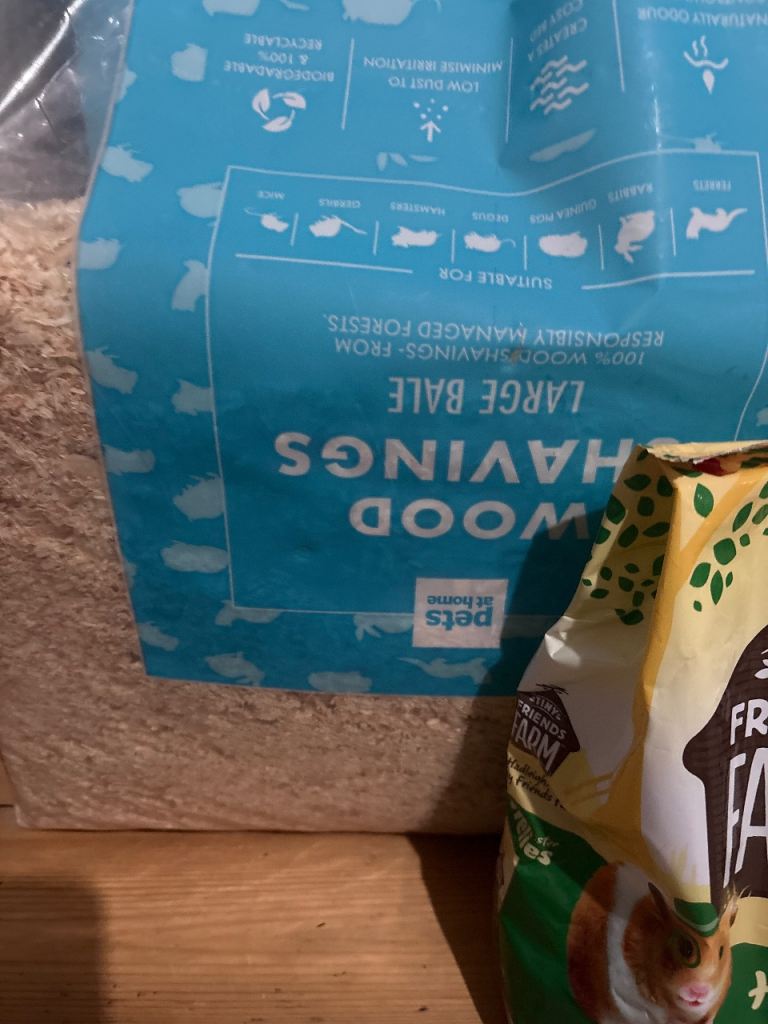 pets
at home
WOOD
SHAVINGS
LARGE BALE
100% WOODSHAVINGS- FROM
RESPONSIBLY MANAGED FORESTS.
SUITABLE FOR
FERRETS
RABBITS
GUINEA PIGS
DEGUS
HAMSTERS
GERBILS
MICE
NATURALLY ODOUR
CREATES A
COSY BED
LOW DUST TO
MINIMISE IRRITATION
BIODEGRADABLE
& 100%
RECYCLABLE
TINY
FRIENDS
FARM
FR
FA
H